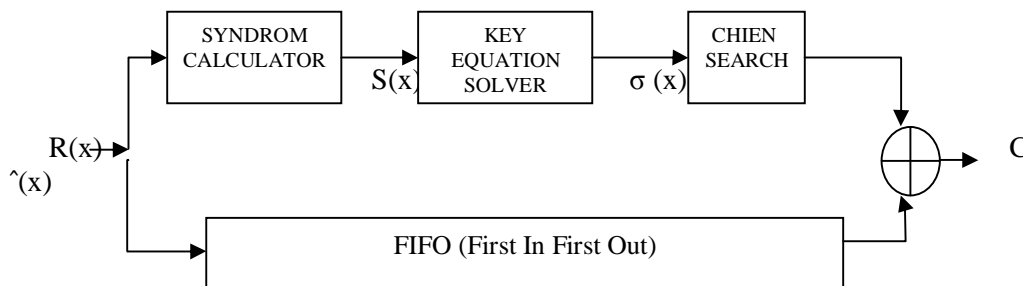 SYNDROM
CALCULATOR
S(x)
KEY
EQUATION
SOLVER
σ (x)
CHIEN
SEARCH
R(x)
ˆ(x)
C
FIFO (First In First Out)